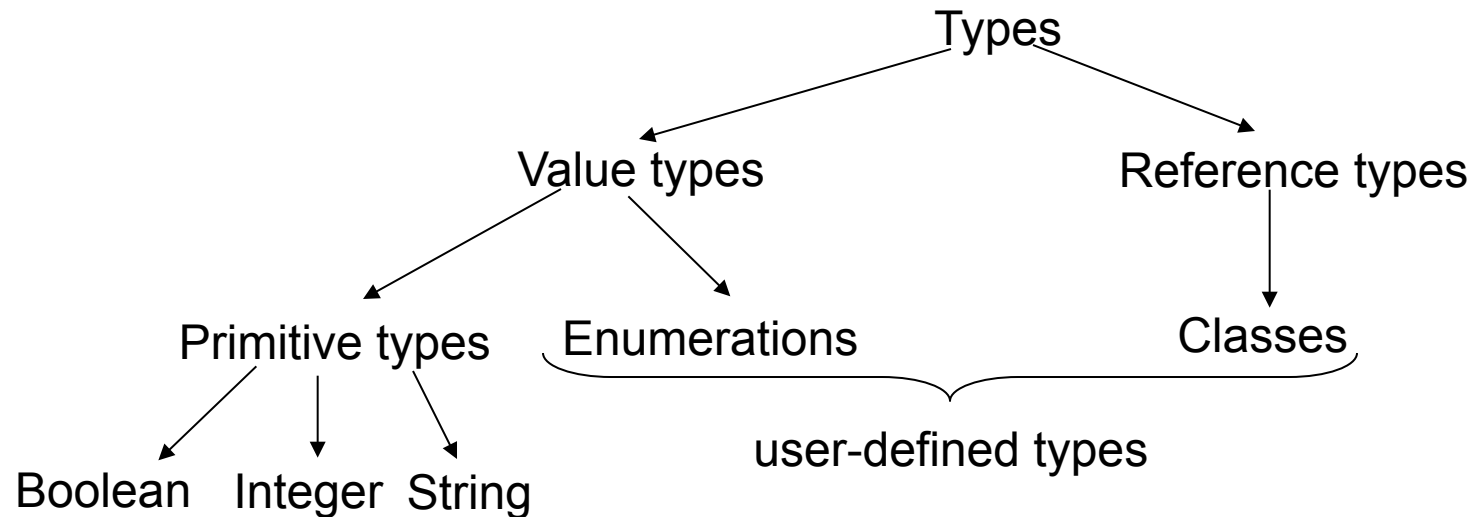 Types
Value types
Reference types
Primitive types
Enumerations
Classes
user-defined types
Boolean
Integer
String